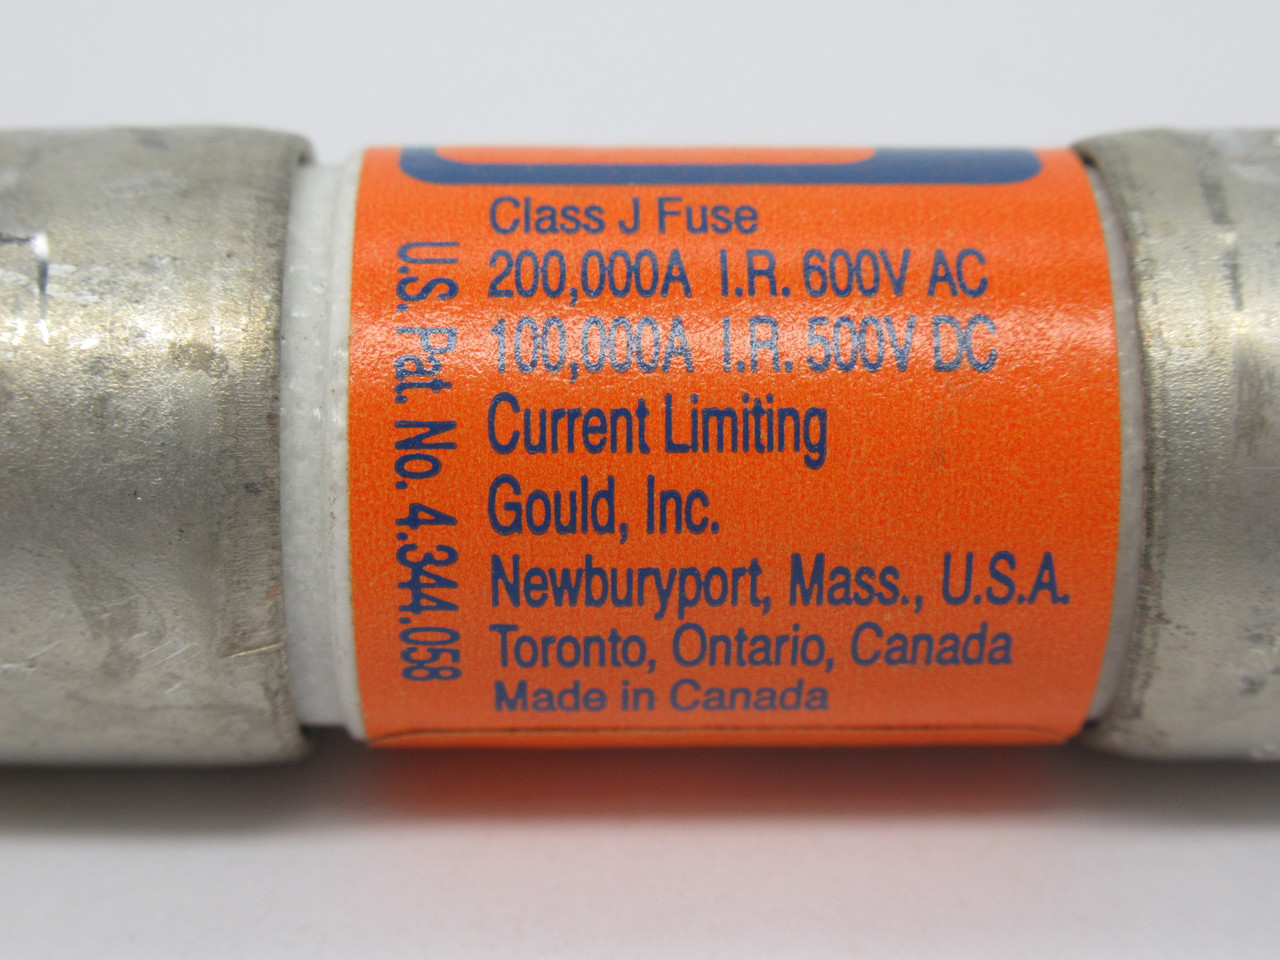 Class J Fuse
200,000A I.R. 600V AC
100,000A I.R. 500V DC
Current Limiting
Gould, Inc.
Newburyport, Mass., U.S.A.
Toronto, Ontario, Canada
Made in Canada
U.S. Pat. No. 4.344.058